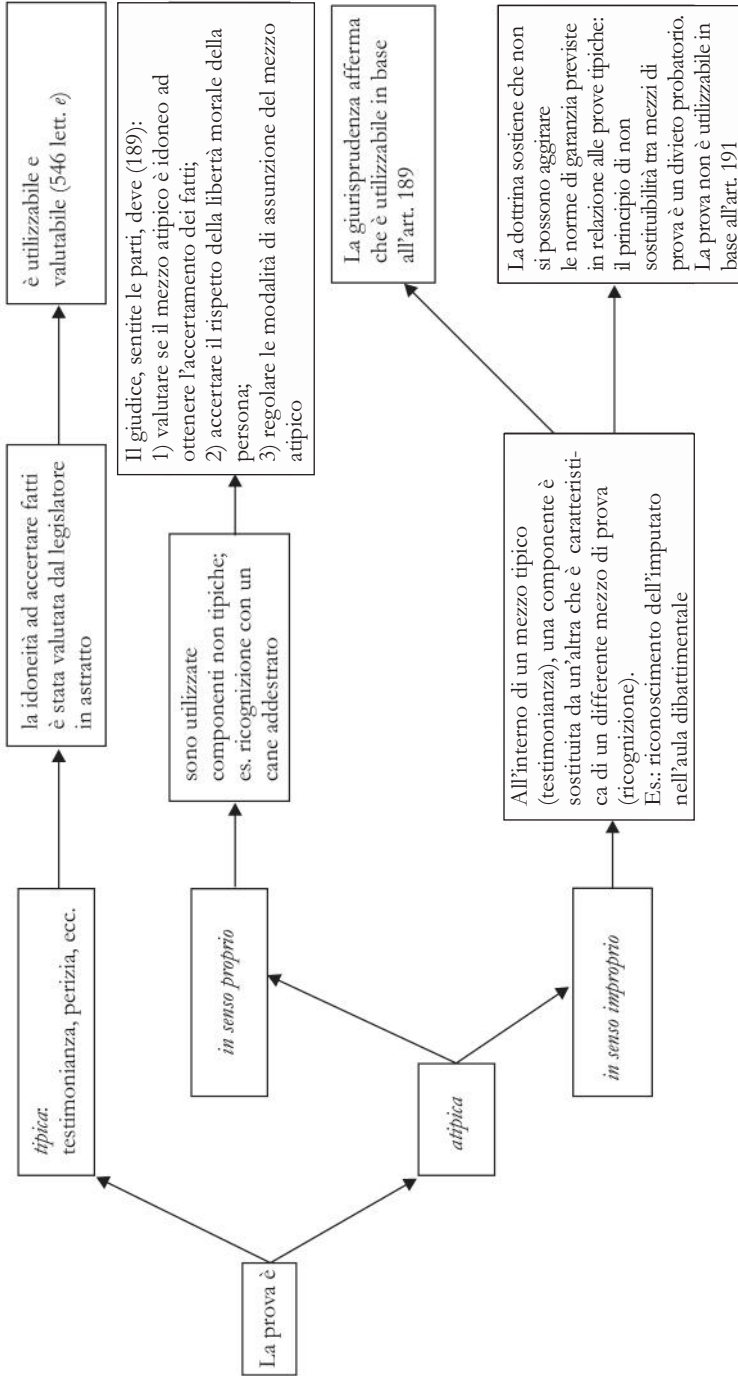 La prova è
tipica:
testimonianza, perizia, ecc.
la idoneità ad accertare fatti
è stata valutata dal legislatore
in astratto
è utilizzabile e
valutabile (546 lett. e)
atipica
in senso proprio
sono utilizzate
componenti non tipiche;
es. ricognizione con un
cane addestrato
Il giudice, sentite le parti, deve (189):
1) valutare se il mezzo atipico è idoneo ad
ottenere l'accertamento dei fatti;
2) accertare il rispetto della libertà morale della
persona;
3) regolare le modalità di assunzione del mezzo
atipico
in senso improprio
All'interno di un mezzo tipico
(testimonianza), una componente è
sostituita da un'altra che è caratteristi-
ca di un differente mezzo di prova
(ricognizione).
Es.: riconoscimento dell'imputato
nell'aula dibattimentale
La giurisprudenza afferma
che è utilizzabile in base
all'art. 189
La dottrina sostiene che non
si possono aggirare
le norme di garanzia previste
in relazione alle prove tipiche:
il principio di non
sostituibilità tra mezzi di
prova è un divieto probatorio.
La prova non è utilizzabile in
base all'art. 191